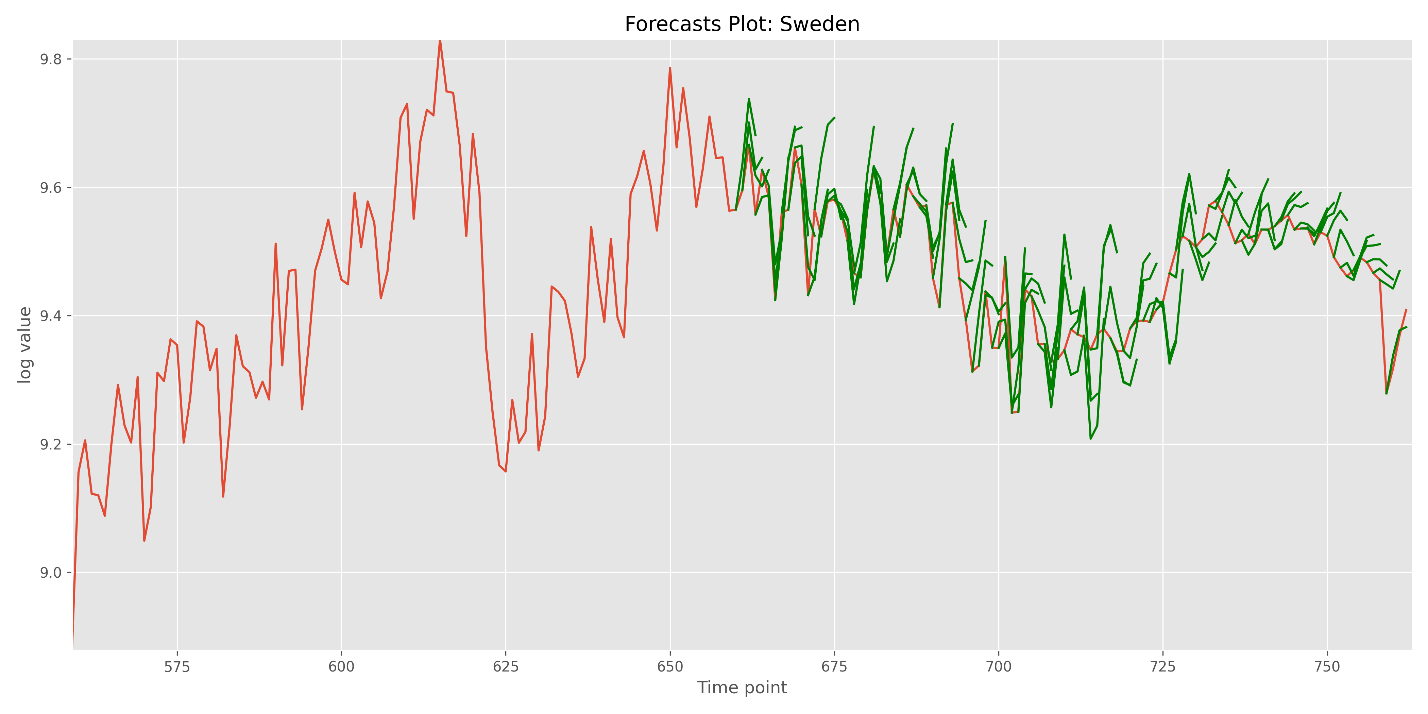 Forecasts Plot: Sweden
log value
9.8
9.6
9.4
9.2
9.0
575 600 625 650 675 700 725 750
Time point